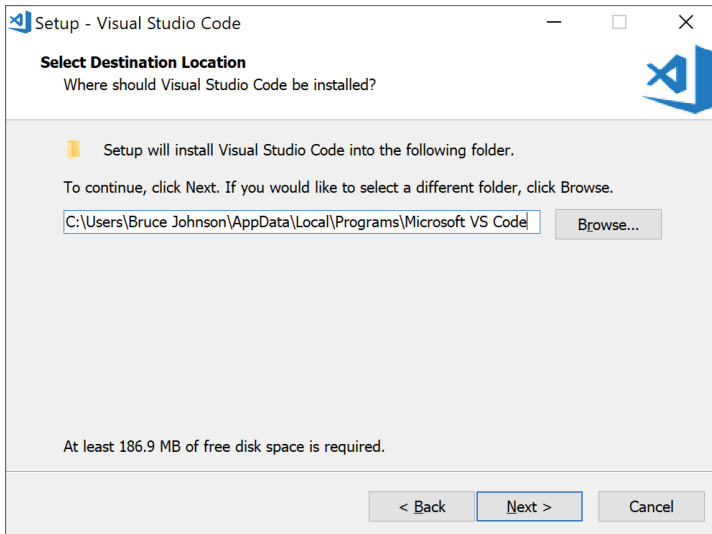 Setup - Visual Studio Code
Select Destination Location
Where should Visual Studio Code be installed?
Setup will install Visual Studio Code into the following folder.
To continue, click Next. If you would like to select a different folder, click Browse.
C:\Users\Bruce Johnson\AppData\Local\Programs\Microsoft VS Code
Browse...
At least 186.9 MB of free disk space is required.
< Back Next > Cancel